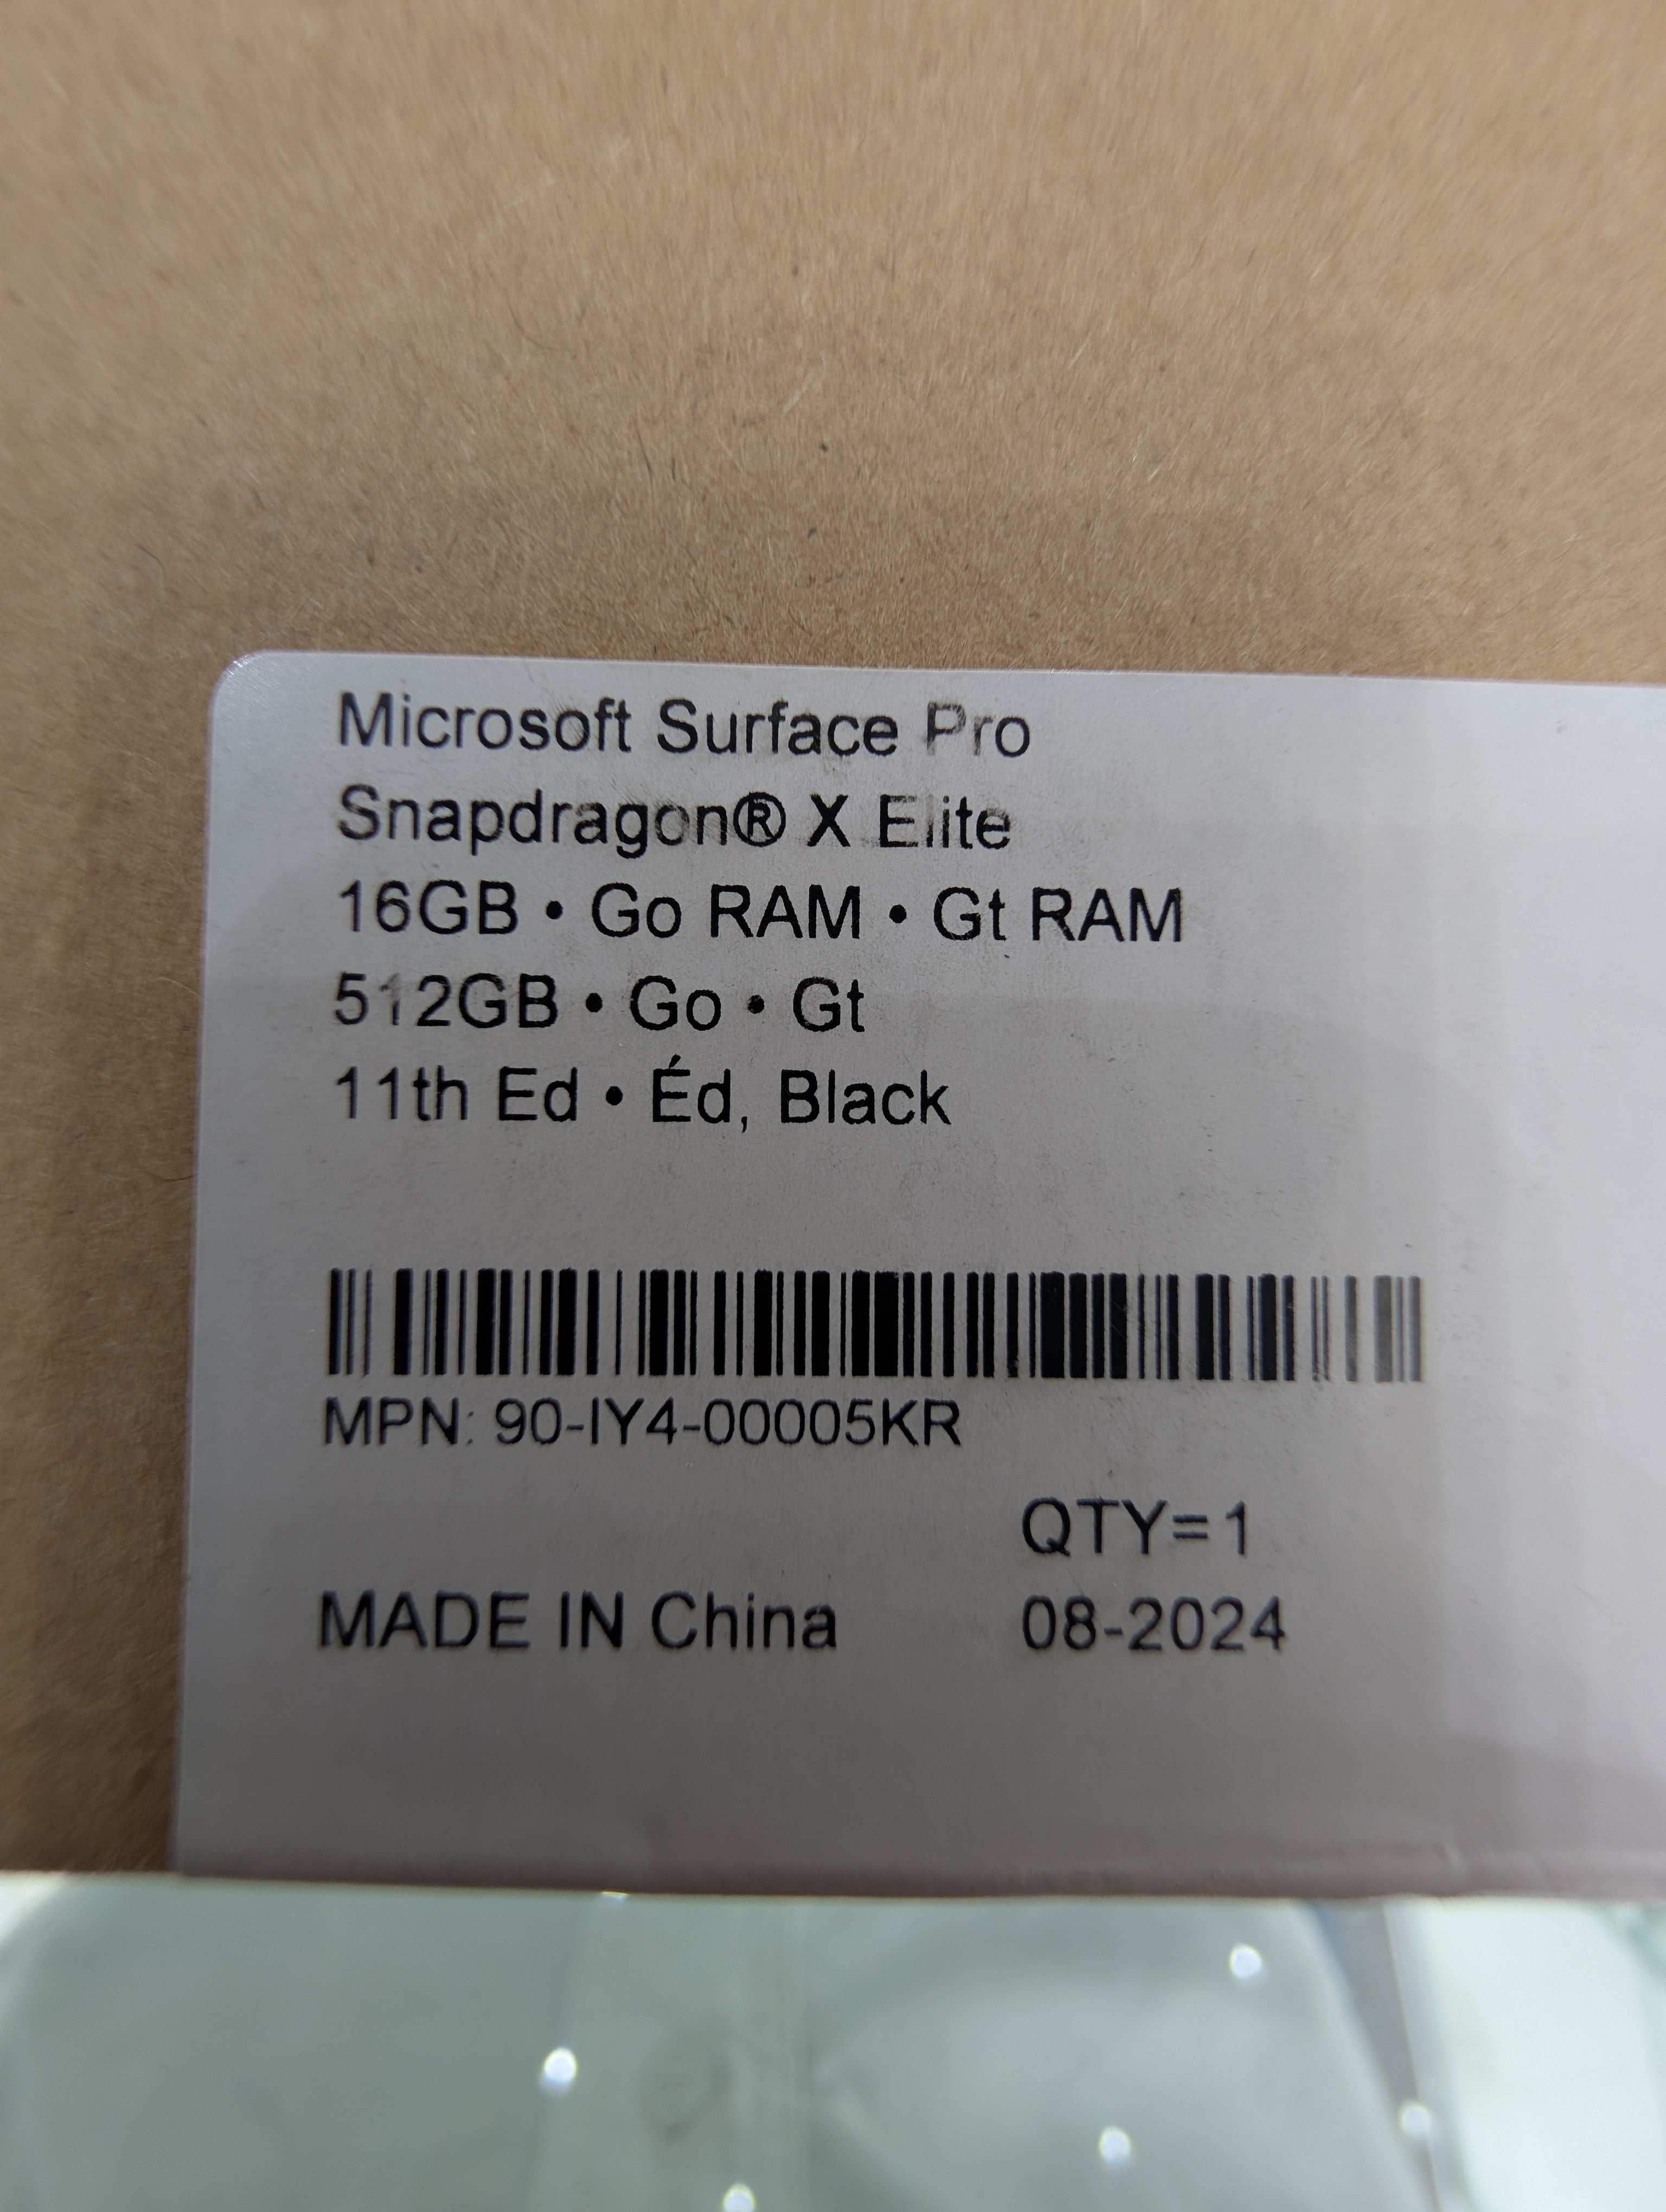 Microsoft Surface Pro
Snapdragon® X Elite
16GB • Go RAM • Gt RAM
512GB • Go • Gt
11th Ed • Éd, Black
MPN: 90-IY4-00005KR
QTY=1
MADE IN China 08-2024